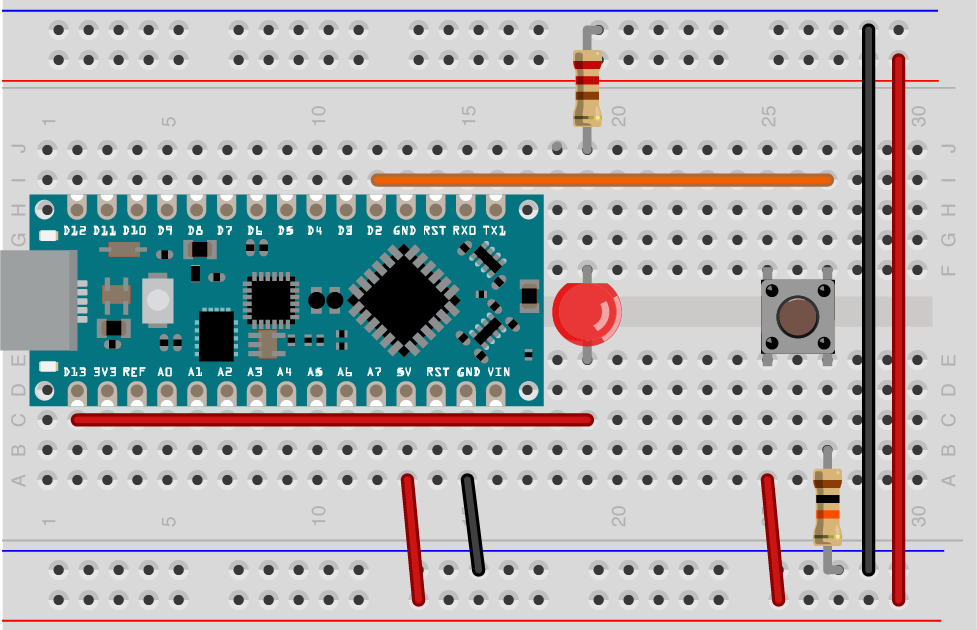 1 5 10 15 20 25 30
J J
I I
H H
D12 D11 D10 D9 D8 D7 D6 D5 D4 D3 D2 GND RST RX0 TX1
G G
F
E E
D13 3V3 REF A0 A1 A2 A3 A4 A5 A6 A7 5V RST GND VIN
D D
C C
B B
A A
1 5 10 20 30